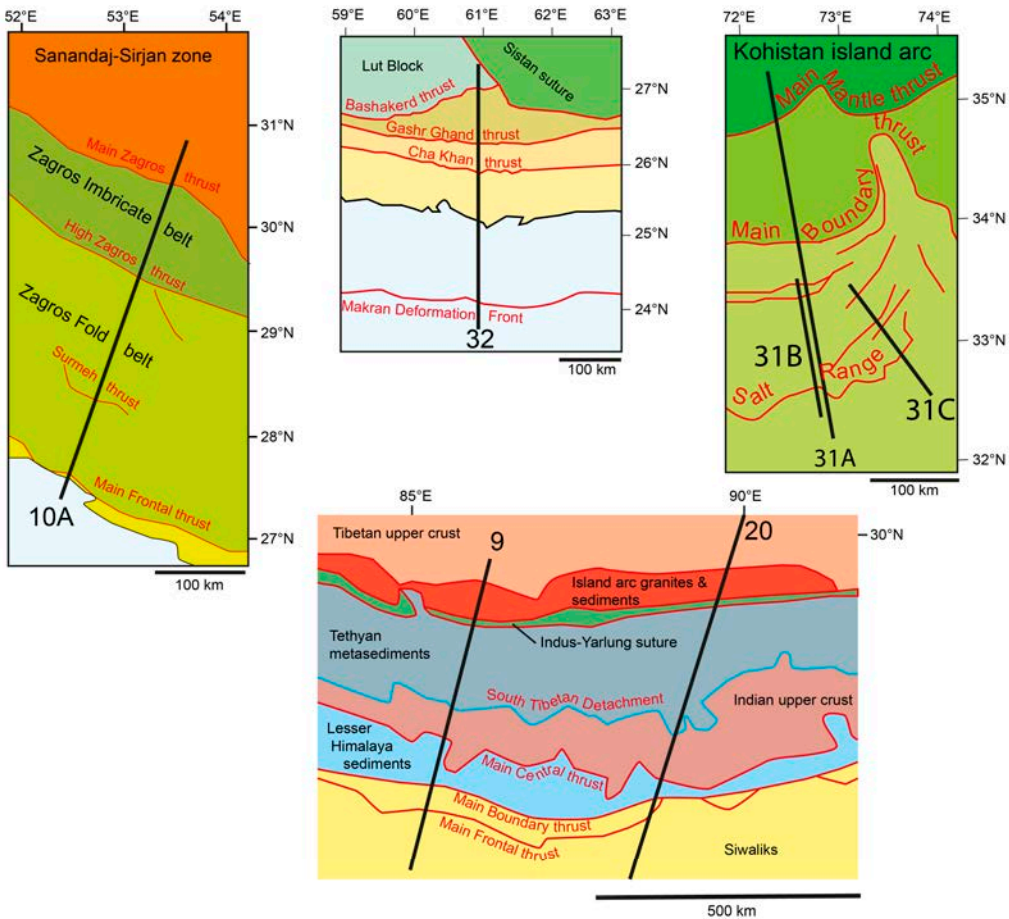 52°E 53°E 54°E
Sanandaj-Sirjan zone
31°N
Main Zagros thrust
Zagros Imbricate belt
30°N
High Zagros thrust
Zagros Fold belt
29°N
Surmeh thrust
28°N
Main Frontal thrust
10A
27°N
100 km
59°E 60°E 61°E 62°E 63°E
Lut Block
Sistan suture
27°N
Bashakerd thrust
Gashr Ghand thrust
26°N
Cha Khan thrust
25°N
24°N
Makran Deformation Front
32
100 km
72°E 73°E 74°E
Kohistan island arc
35°N
Main Mantle thrust
Main Boundary thrust
34°N
33°N
31B
Salt Range
31C
31A
32°N
100 km
85°E 90°E
Tibetan upper crust
9
20
30°N
Island arc granites &
sediments
Indus-Yarlung suture
Tethyan
metasediments
South Tibetan Detachment
Indian upper crust
Lesser
Himalaya
sediments
Main Central thrust
Main Boundary thrust
Main Frontal thrust
Siwaliks
500 km